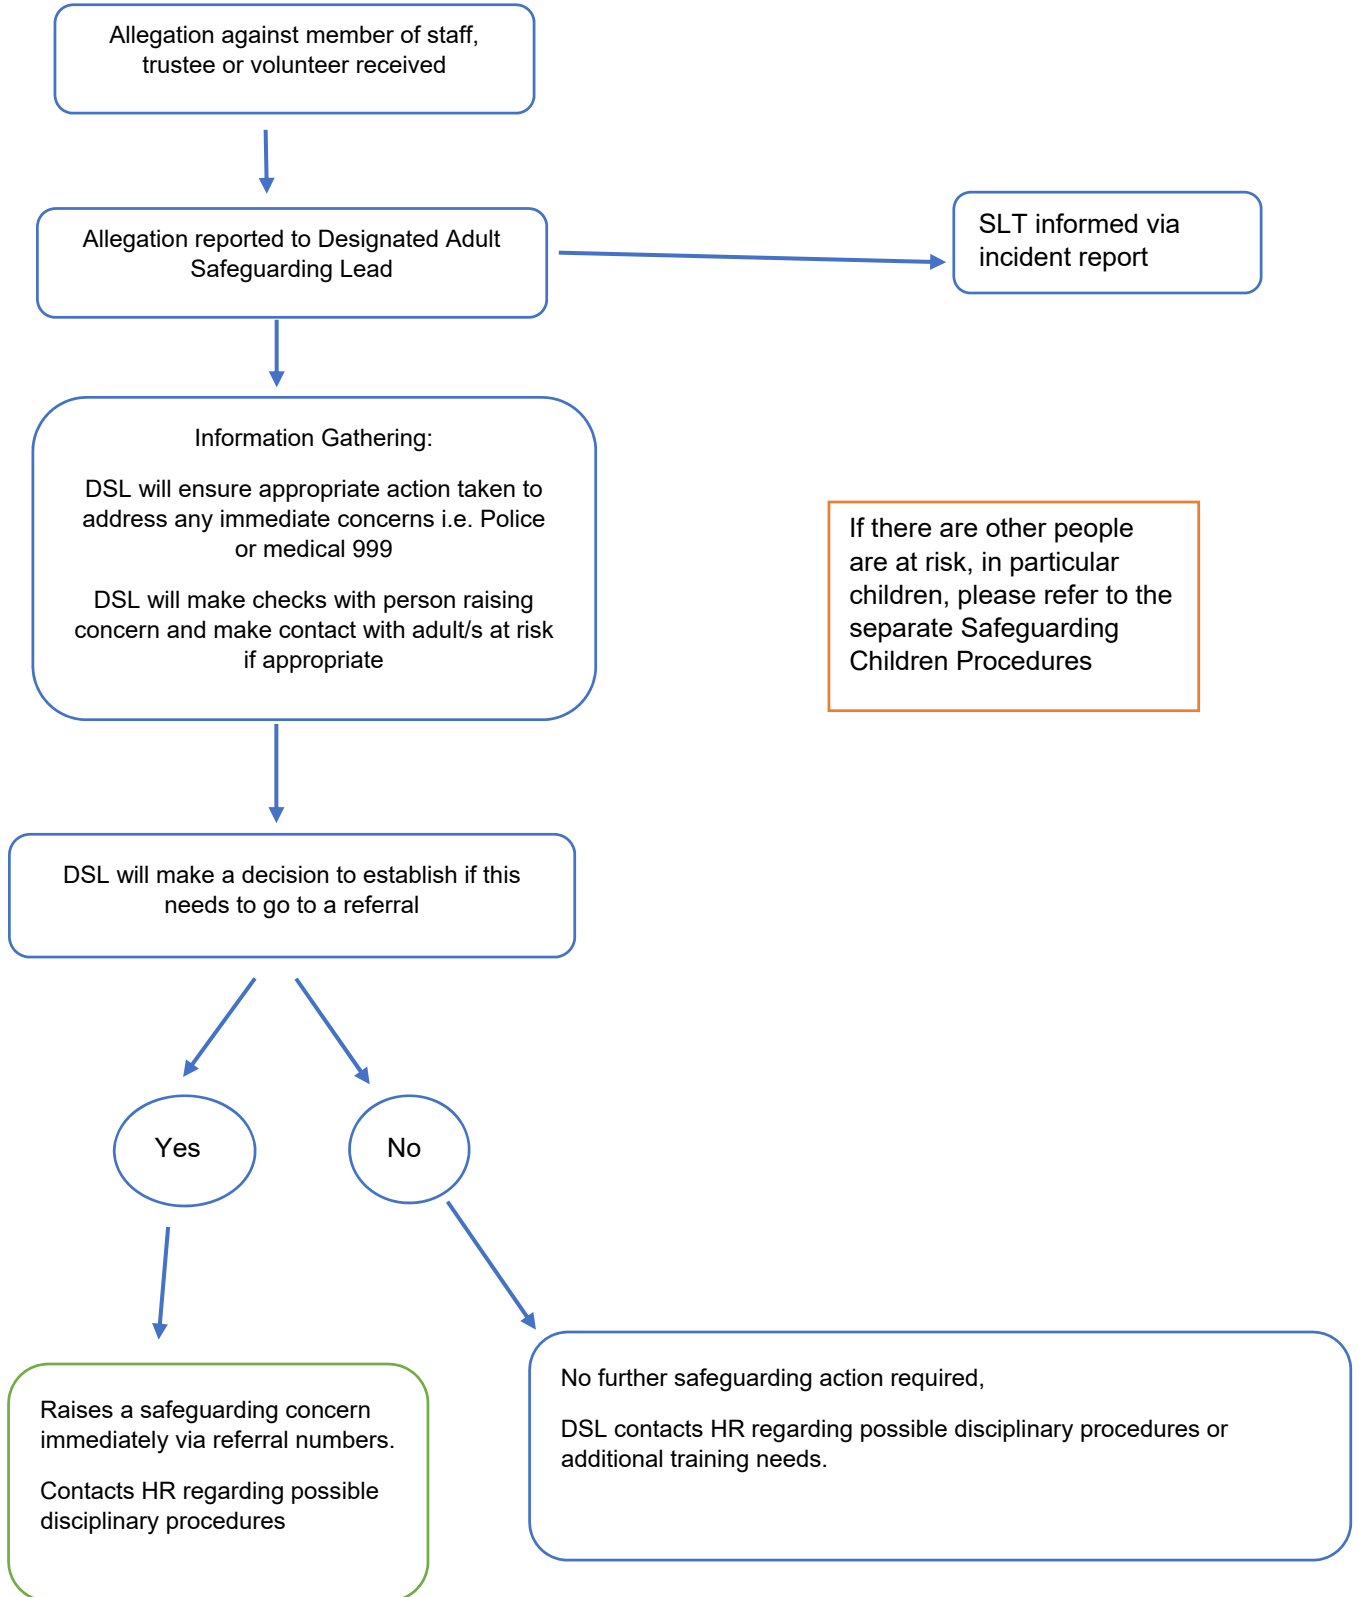 Allegation against member of staff,
trustee or volunteer received
Allegation reported to Designated Adult
Safeguarding Lead
SLT informed via
incident report
Information Gathering:
DSL will ensure appropriate action taken to
address any immediate concerns i.e. Police
or medical 999
DSL will make checks with person raising
concern and make contact with adult/s at risk
if appropriate
If there are other people
are at risk, in particular
children, please refer to the
separate Safeguarding
Children Procedures
DSL will make a decision to establish if this
needs to go to a referral
Yes
No
Raises a safeguarding concern
immediately via referral numbers.
Contacts HR regarding possible
disciplinary procedures
No further safeguarding action required,
DSL contacts HR regarding possible disciplinary procedures or
additional training needs.